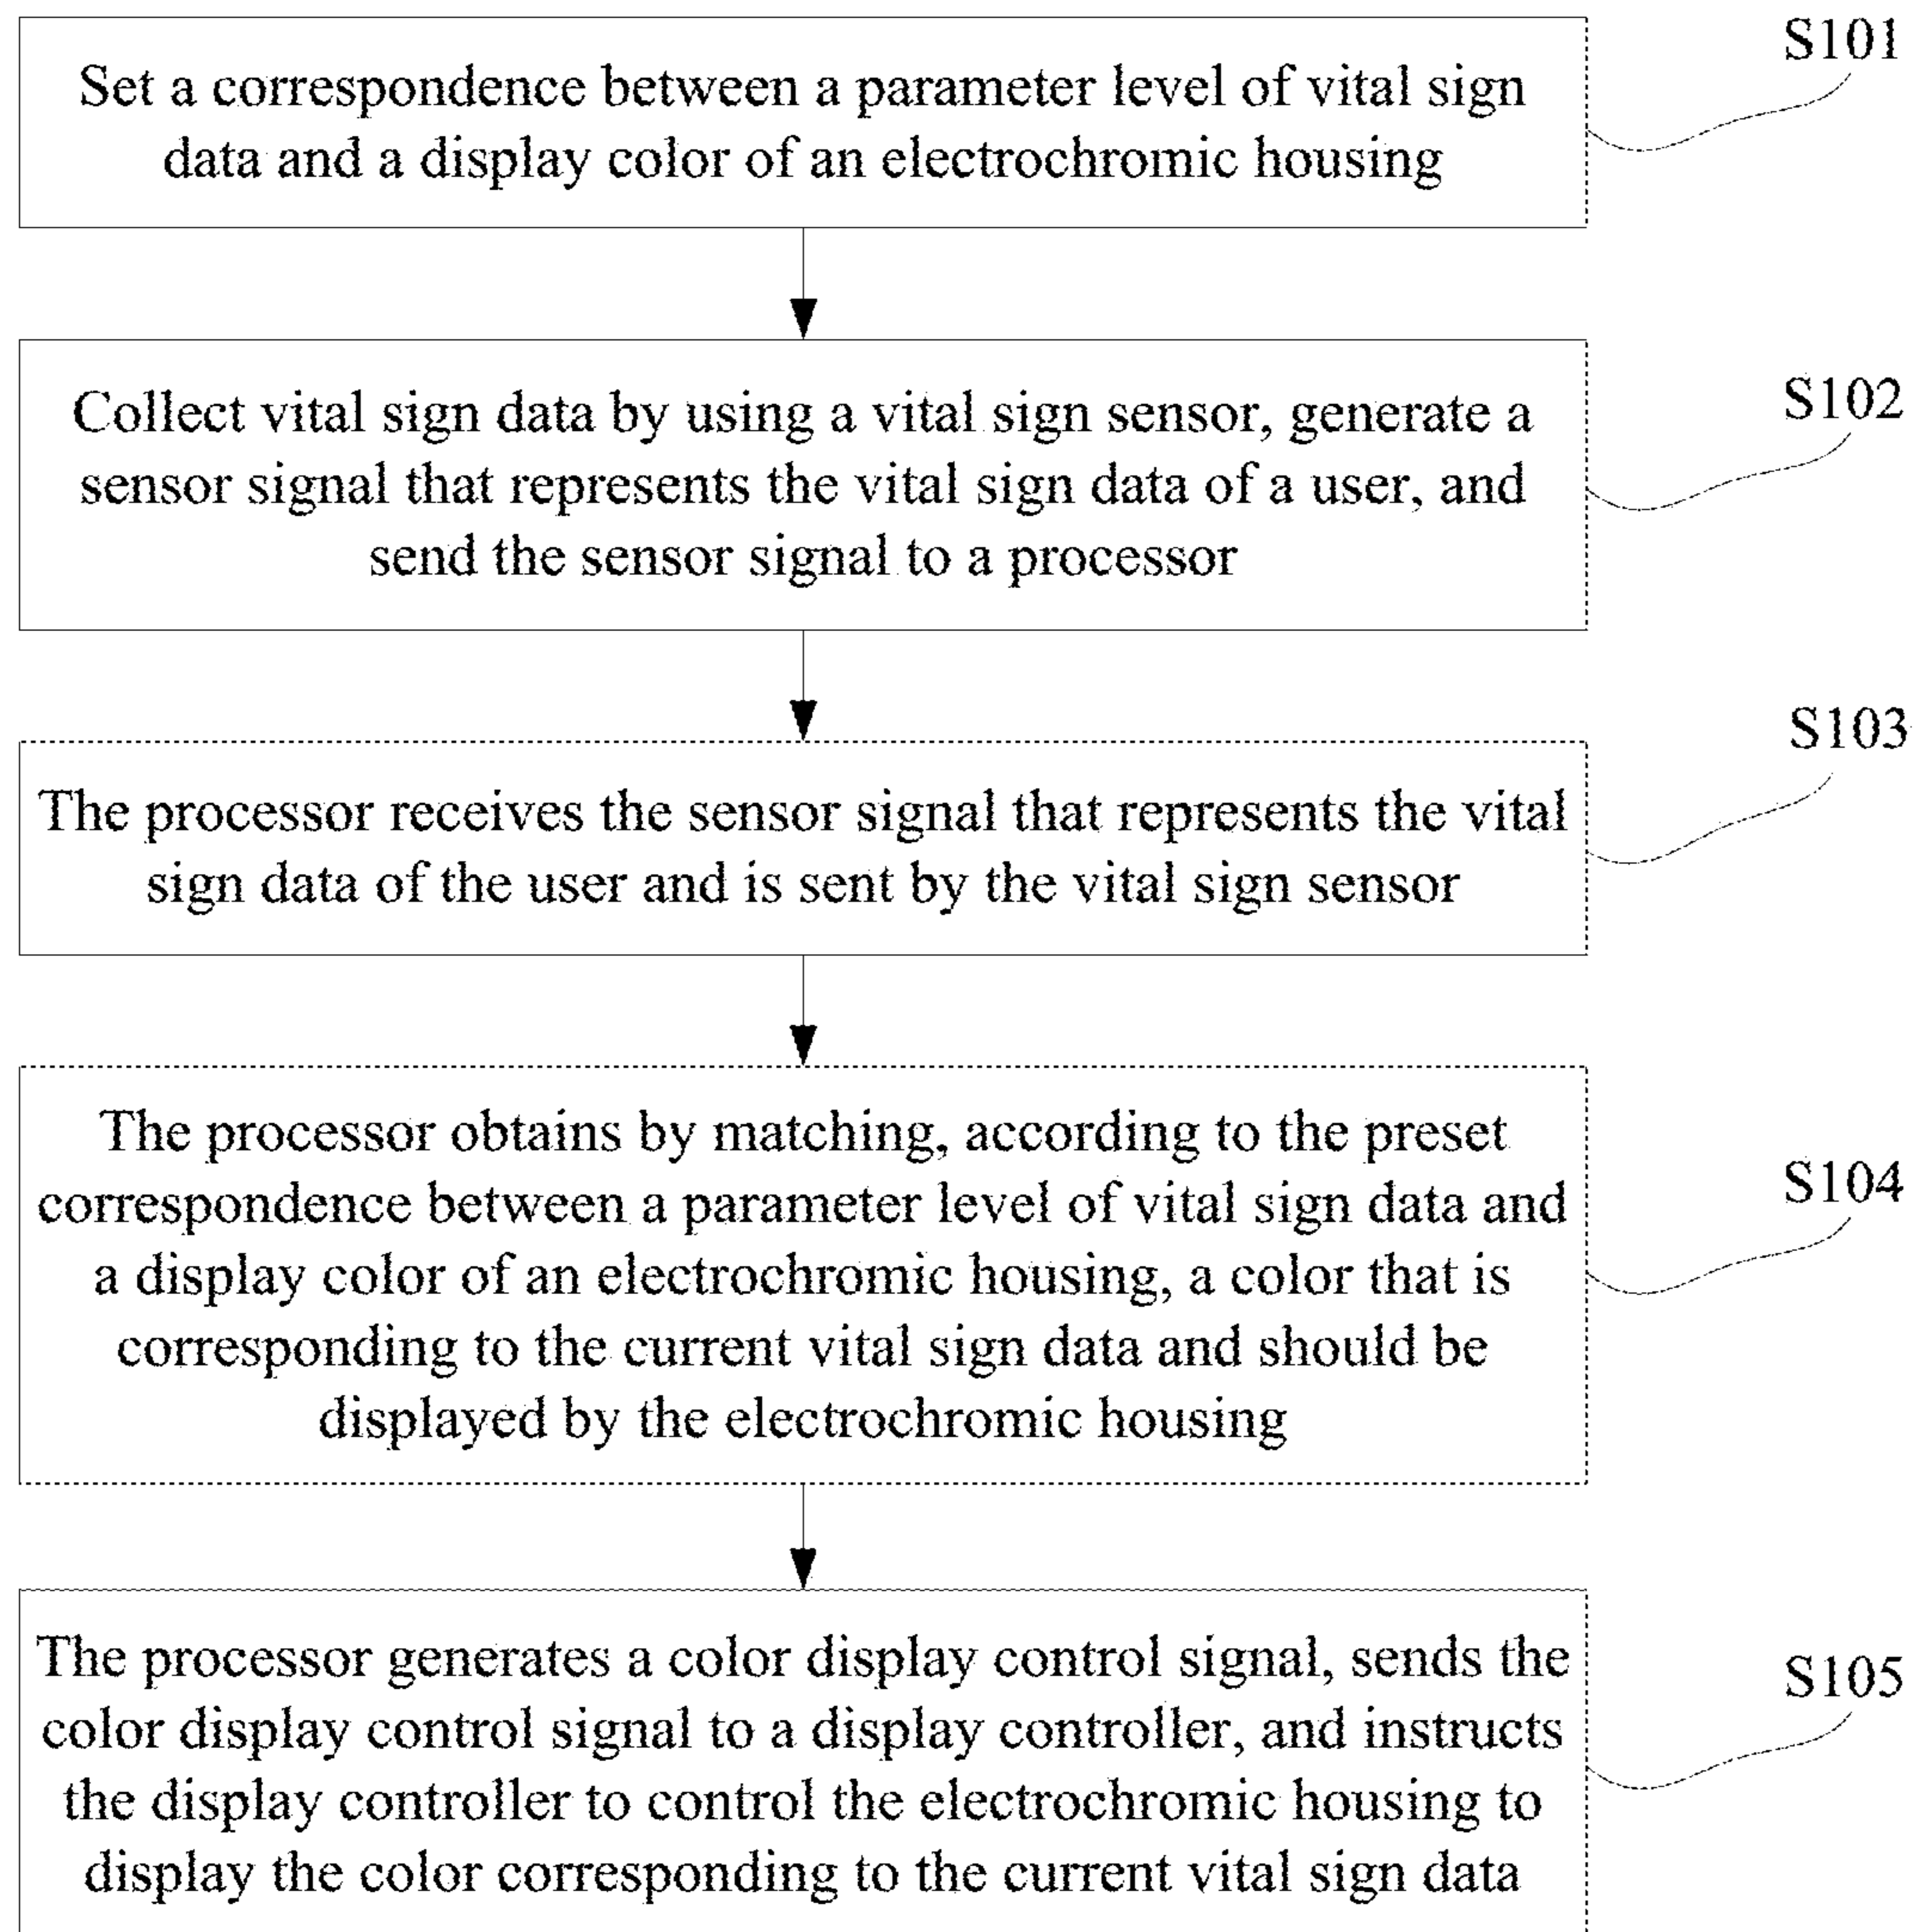 S101
Set a correspondence between a parameter level of vital sign
data and a display color of an electrochromic housing
S102
Collect vital sign data by using a vital sign sensor, generate a
sensor signal that represents the vital sign data of a user, and
send the sensor signal to a processor
S103
The processor receives the sensor signal that represents the vital
sign data of the user and is sent by the vital sign sensor
The processor obtains by matching, according to the preset
S104
correspondence between a parameter level of vital sign data and
a display color of an electrochromic housing, a color that is
corresponding to the current vital sign data and should be
displayed by the electrochromic housing
The processor generates a color display control signal, sends the
S105
color display control signal to a display controller, and instructs
the display controller to control the electrochromic housing to
display the color corresponding to the current vital sign data